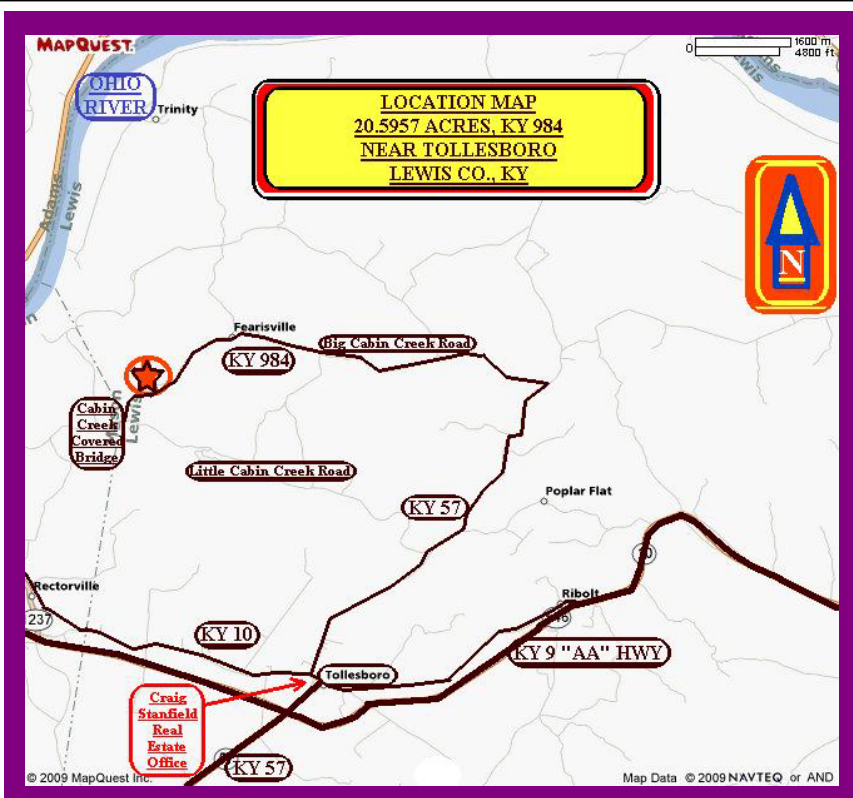 MAPQUEST.
0 1600 m
4800 ft
OHIO
RIVER
Trinity
LOCATION MAP
20.5957 ACRES, KY 984
NEAR TOLLESBORO
LEWIS CO., KY
Adams
Lewis
Lewis
N
Fearisville
Big Cabin Creek Road
KY 984
Cabin
Creek
Covered
Bridge
Lewis
Little Cabin Creek Road
Poplar Flat
KY 57
Rectorville
237
Ribolt
KY 10
KY 9 "AA" HWY
Tollesboro
Craig
Stanfield
Real
Estate
Office
KY 57
© 2009 MapQuest Inc.
Map Data © 2009 NAVTEQ or AND